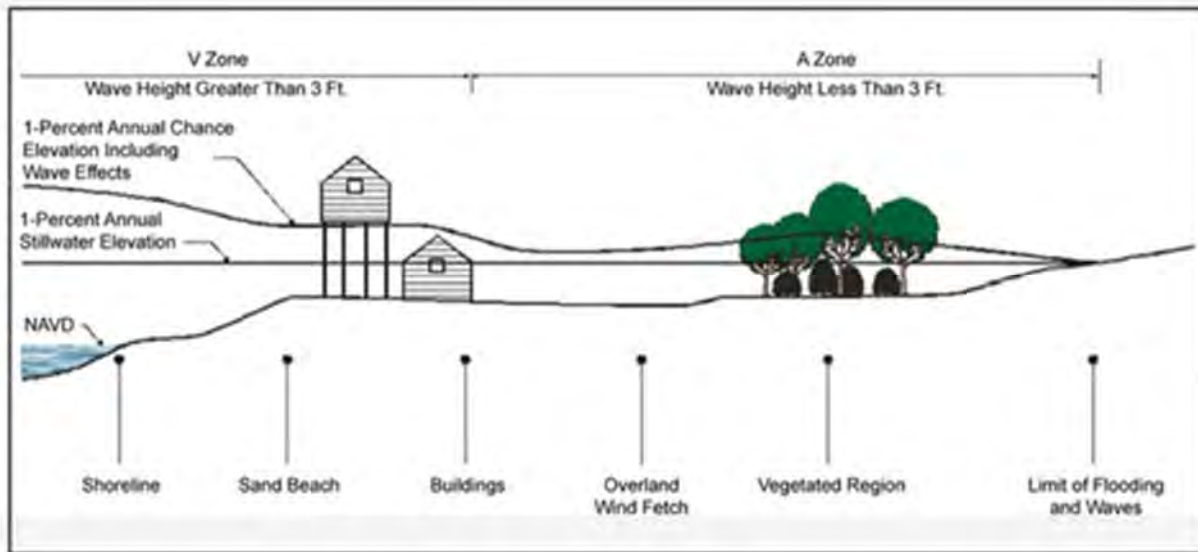 V Zone
Wave Height Greater Than 3 Ft.
A Zone
Wave Height Less Than 3 Ft.
1-Percent Annual Chance
Elevation Including
Wave Effects
1-Percent Annual
Stillwater Elevation
NAVD
Shoreline
Sand Beach
Buildings
Overland
Wind Fetch
Vegetated Region
Limit of Flooding
and Waves